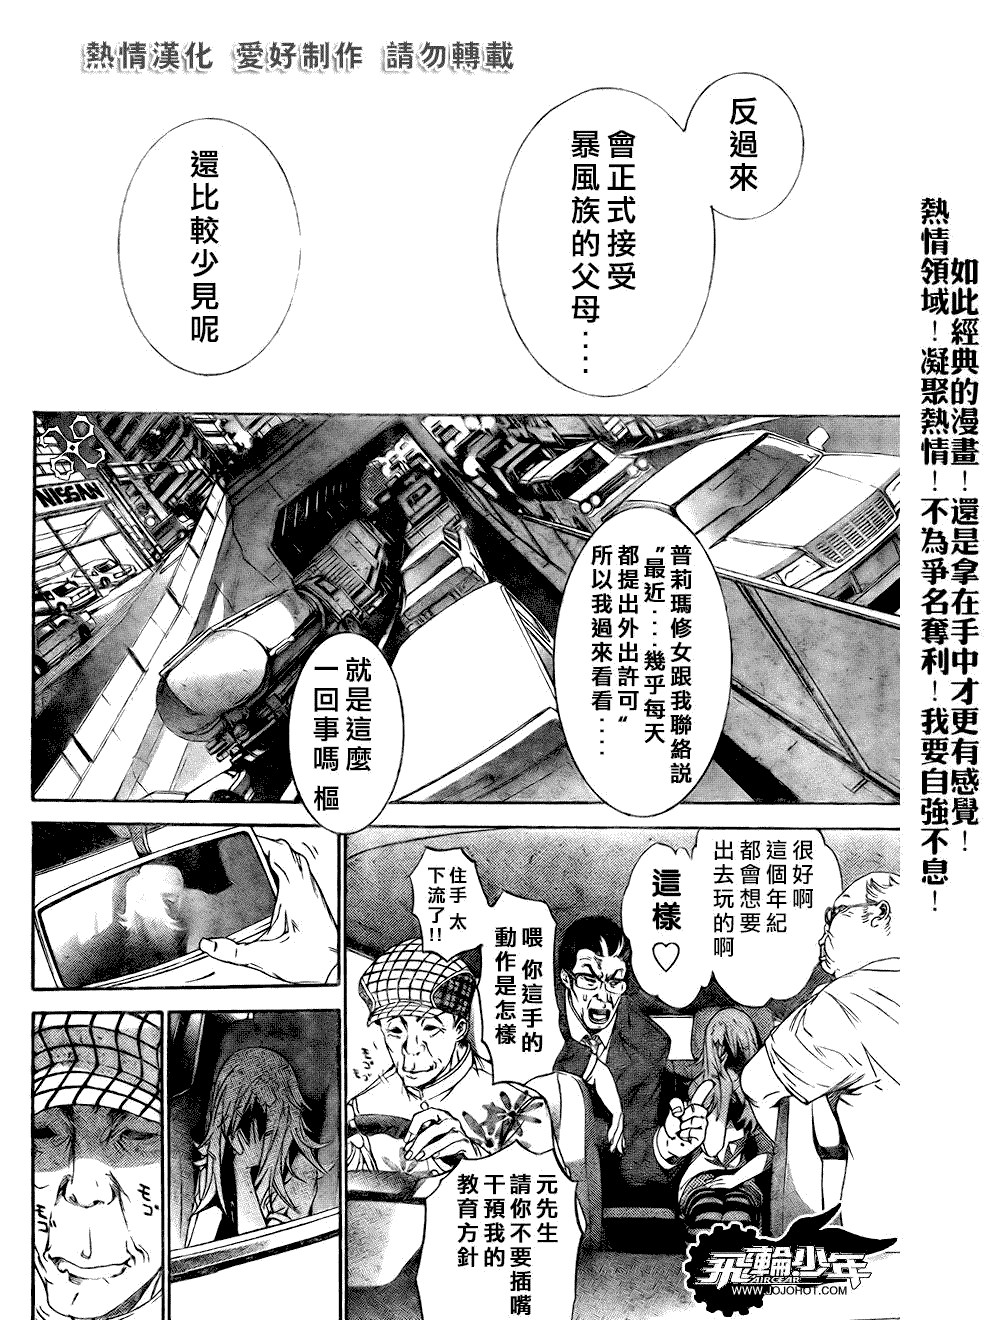 熱情漢化 愛好制作 請勿轉載
反過來
會正式接受
暴風族的父母‥‥
還比較少見呢
如此經典的漫畫！還是拿在手中才更有感覺！
熱情領域！凝聚熱情！不為爭名奪利！我要自強不息！
NISSAN
普莉瑪修女跟我聯絡說
〝最近‥‥幾乎每天
都提出外出許可〞
所以我過來看看‥‥
就是這麼
一回事嗎 樞
很好啊
這個年紀
都會想要
出去玩的啊
這樣♡
喂 你這手的
動作是怎樣
住手 太
下流了!!
元先生
請你不要插嘴
干預我的
教育方針
モゴ
モゴ
飛輪少年
AIRGEAR
WWW.JOJOHOT.COM